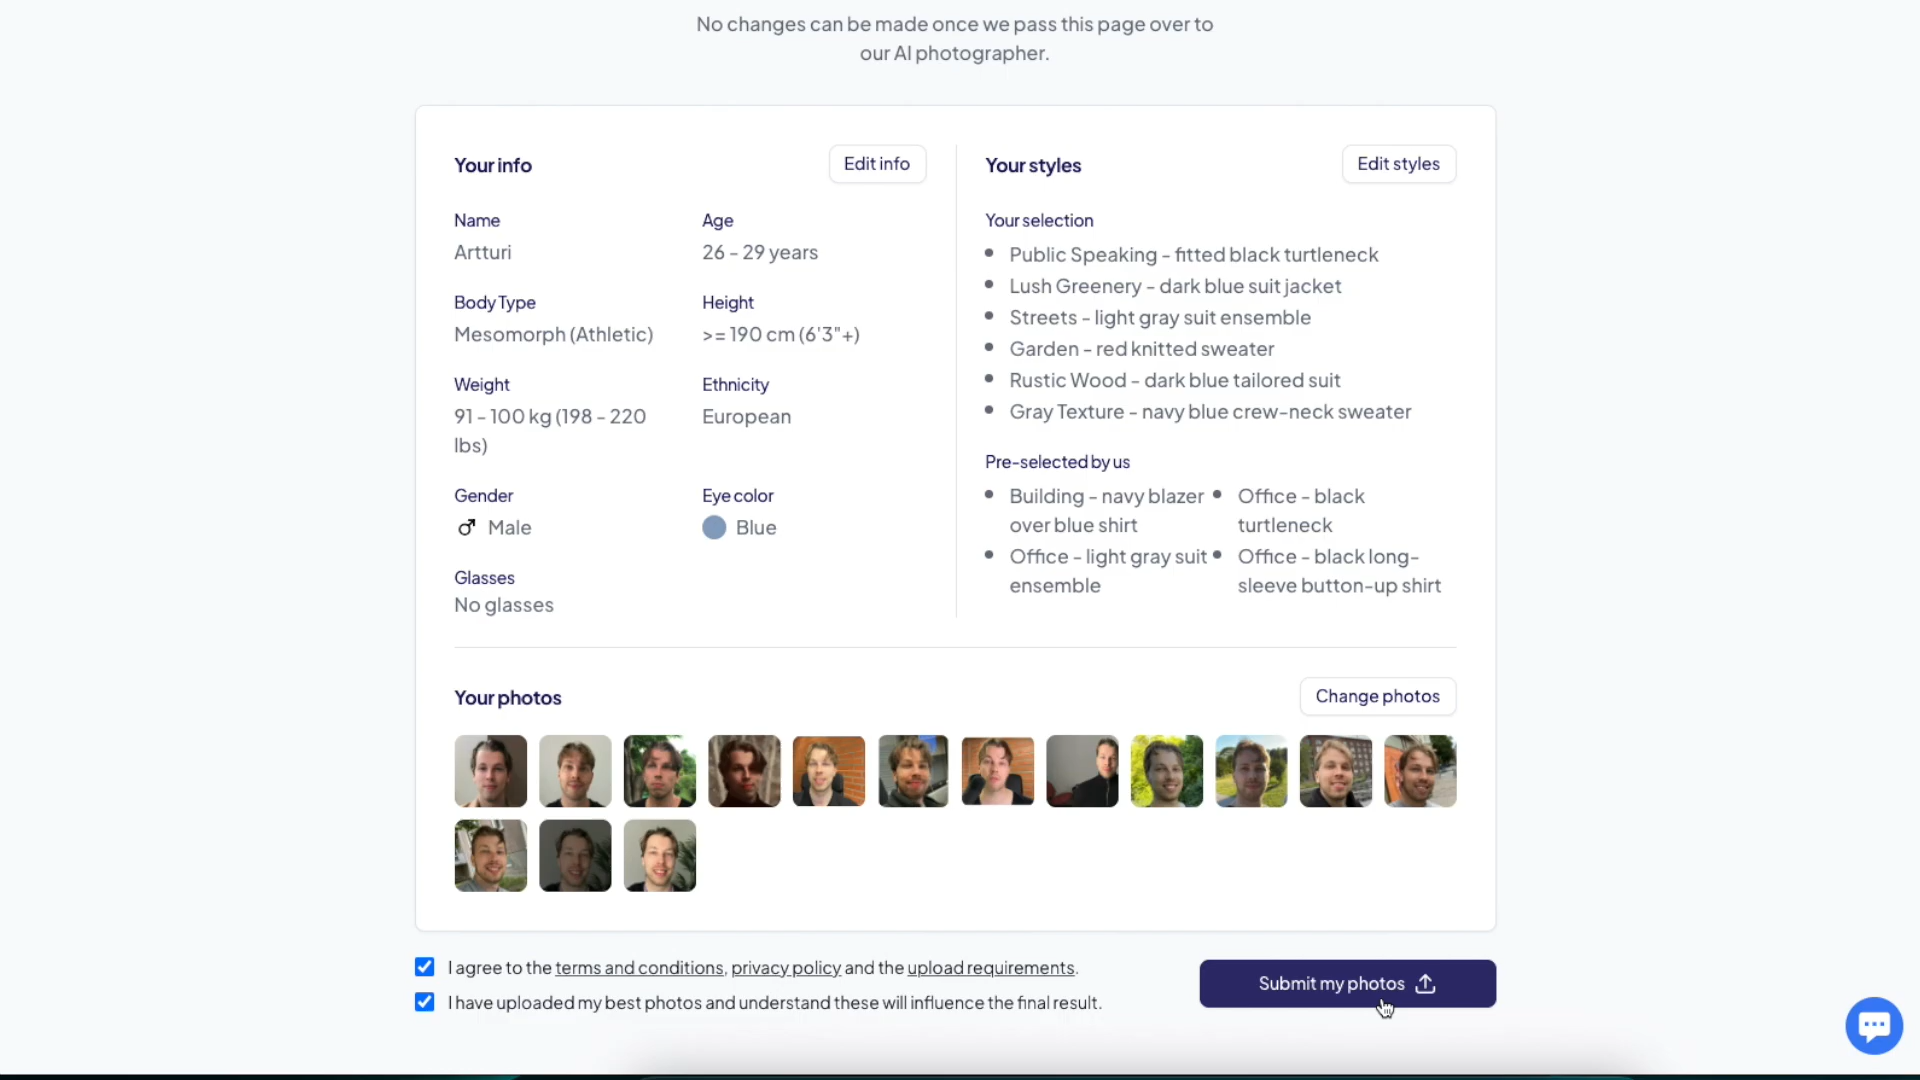 No changes can be made once we pass this page over to
our AI photographer.
Your info
Edit info
Name
Artturi
Age
26 - 29 years
Body Type
Mesomorph (Athletic)
Height
>= 190 cm (6'3"+)
Weight
91 - 100 kg (198 - 220
lbs)
Ethnicity
European
Gender
Male
Eye color
Blue
Glasses
No glasses
Your styles
Edit styles
Your selection
Public Speaking - fitted black turtleneck
Lush Greenery - dark blue suit jacket
Streets - light gray suit ensemble
Garden - red knitted sweater
Rustic Wood - dark blue tailored suit
Gray Texture - navy blue crew-neck sweater
Pre-selected by us
Building - navy blazer
over blue shirt
Office - black
turtleneck
Office - light gray suit
ensemble
Office - black long-
sleeve button-up shirt
Your photos
Change photos
I agree to the terms and conditions, privacy policy and the upload requirements.
I have uploaded my best photos and understand these will influence the final result.
Submit my photos